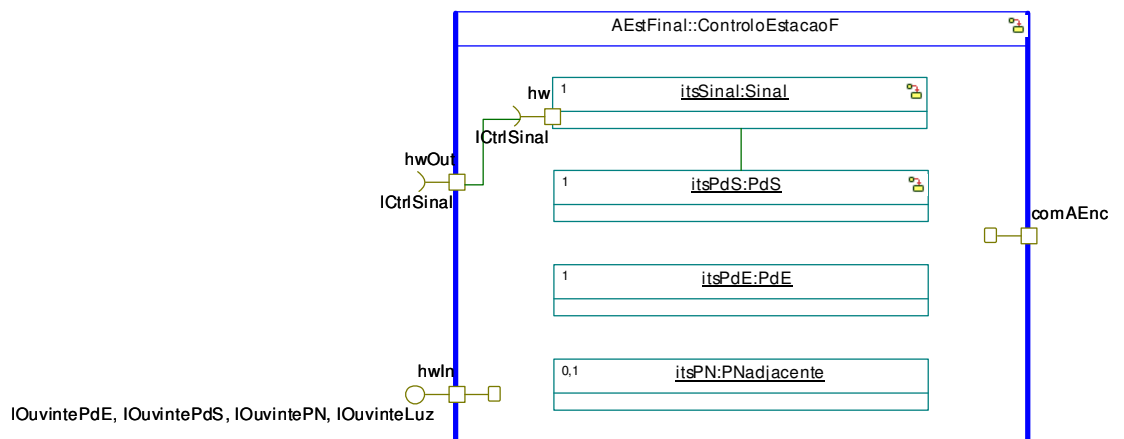 AEstFinal::ControloEstacaoF
hw
1
itsSinal:Sinal
ICtrlSinal
hwOut
1
itsPdS:PdS
ICtrlSinal
comAEnc
1
itsPdE:PdE
hwIn
0,1
itsPN:PNadjacente
IOuvintePdE, IOuvintePdS, IOuvintePN, IOuvinteLuz